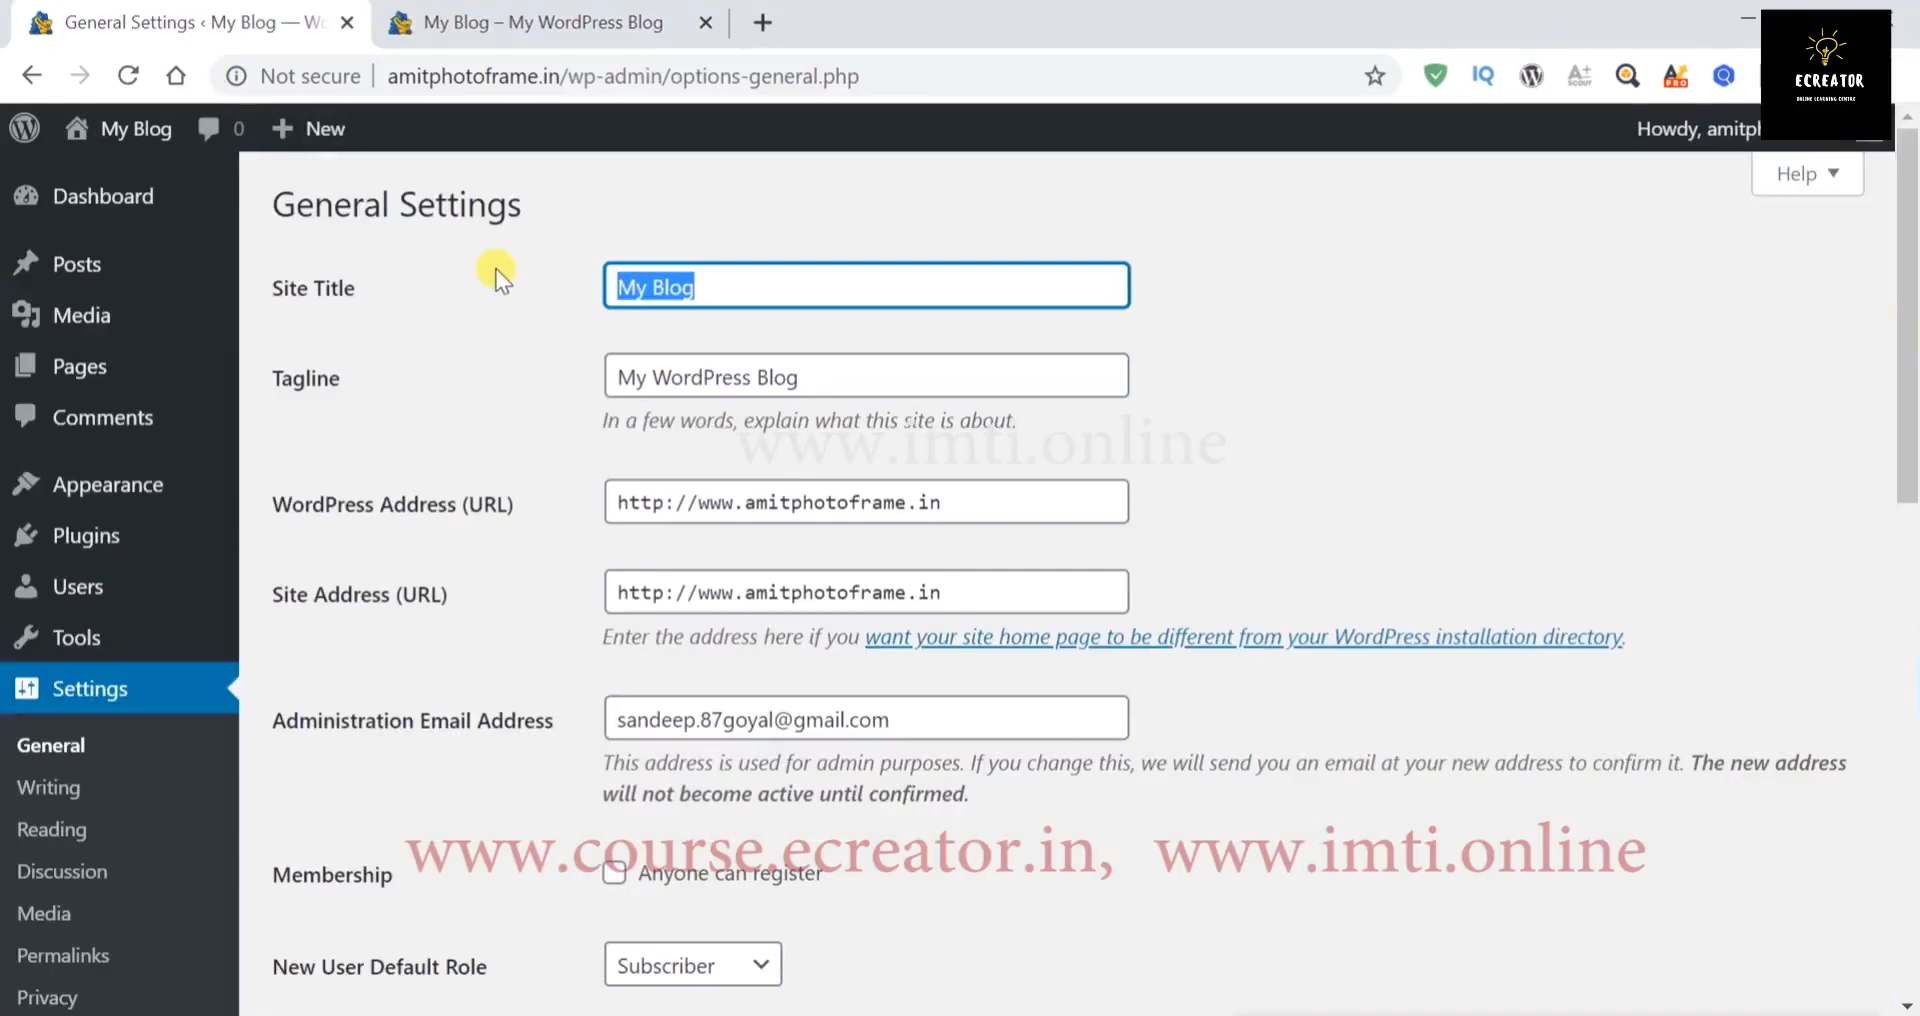 General Settings ‹ My Blog — Wo
My Blog – My WordPress Blog
Not secure
amitphotoframe.in/wp-admin/options-general.php
IQ
A+
SCOUT
PRO
ECREATOR
ONLINE LEARNING CENTRE
My Blog
0
New
Howdy, amitph
Help
Dashboard
Posts
Media
Pages
Comments
Appearance
Plugins
Users
Tools
Settings
General
Writing
Reading
Discussion
Media
Permalinks
Privacy
General Settings
Site Title
My Blog
Tagline
My WordPress Blog
In a few words, explain what this site is about.
www.imti.online
WordPress Address (URL)
http://www.amitphotoframe.in
Site Address (URL)
http://www.amitphotoframe.in
Enter the address here if you want your site home page to be different from your WordPress installation directory.
Administration Email Address
sandeep.87goyal@gmail.com
This address is used for admin purposes. If you change this, we will send you an email at your new address to confirm it. The new address
will not become active until confirmed.
www.course.ecreator.in, www.imti.online
Membership
Anyone can register
New User Default Role
Subscriber